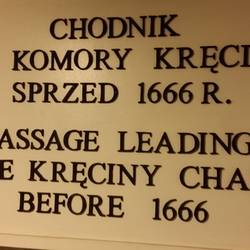 CHODNIK
KOMORY KRĘCI
SPRZED 1666 R.
ASSAGE LEADING
E KRĘCINY CHA
BEFORE 1666